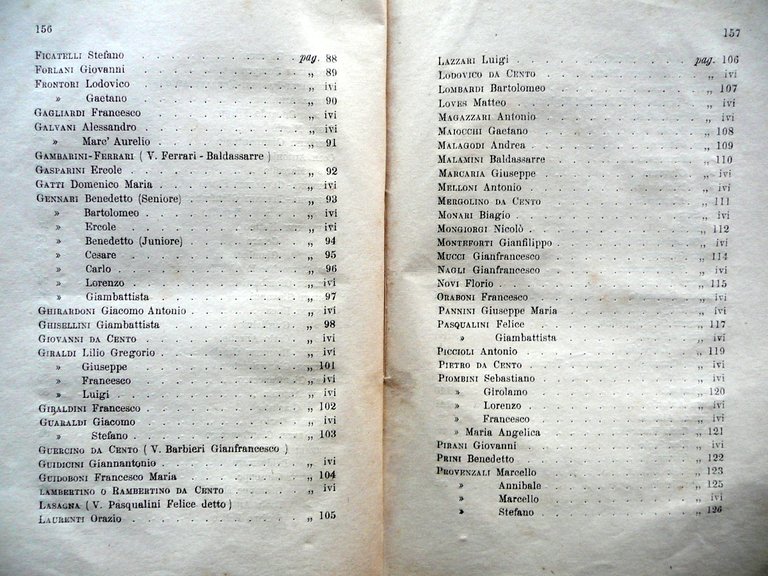 156
FICATELLI Stefano . . . . . . . . . . . pag. 88
FORLANI Giovanni . . . . . . . . . . . „ 89
FRONTORI Lodovico . . . . . . . . . . . „ ivi
» Gaetano . . . . . . . . . . . „ 90
GAGLIARDI Francesco . . . . . . . . . . . „ ivi
GALVANI Alessandro . . . . . . . . . . . „ ivi
» Marc' Aurelio . . . . . . . . . . . „ 91
GAMBARINI-FERRARI ( V. Ferrari - Baldassarre )
GASPARINI Ercole . . . . . . . . . . . „ 92
GATTI Domenico Maria . . . . . . . . . . . „ ivi
GENNARI Benedetto (Seniore) . . . . . . . . . . . „ 93
» Bartolomeo . . . . . . . . . . . „ ivi
» Ercole . . . . . . . . . . . „ ivi
» Benedetto (Juniore) . . . . . . . . . . . „ 94
» Cesare . . . . . . . . . . . „ 95
» Carlo . . . . . . . . . . . „ 96
» Lorenzo . . . . . . . . . . . „ ivi
» Giambattista . . . . . . . . . . . „ 97
GHIRARDONI Giacomo Antonio . . . . . . . . . . . „ ivi
GHISELLINI Giambattista . . . . . . . . . . . „ 98
GIOVANNI DA CENTO . . . . . . . . . . . „ ivi
GIRALDI Lilio Gregorio . . . . . . . . . . . „ ivi
» Giuseppe . . . . . . . . . . . „ 101
» Francesco . . . . . . . . . . . „ ivi
» Luigi . . . . . . . . . . . „ ivi
GIRALDINI Francesco . . . . . . . . . . . „ 102
GUARALDI Giacomo . . . . . . . . . . . „ ivi
» Stefano . . . . . . . . . . . „ 103
GUERCINO DA CENTO ( V. Barbieri Gianfrancesco )
GUIDICINI Giannantonio . . . . . . . . . . . „ ivi
GUIDOBONI Francesco Maria . . . . . . . . . . . „ 104
LAMBERTINO O RAMBERTINO DA CENTO . . . . . . . . . . . „ ivi
LASAGNA ( V. Pasqualini Felice detto )
LAURENTI Orazio . . . . . . . . . . . „ 105
157
LAZZARI Luigi . . . . . . . . . . . pag. 106
LODOVICO DA CENTO . . . . . . . . . . . „ ivi
LOMBARDI Bartolomeo . . . . . . . . . . . „ 107
LOVES Matteo . . . . . . . . . . . „ ivi
MAGAZZARI Antonio . . . . . . . . . . . „ ivi
MAIOCCHI Gaetano . . . . . . . . . . . „ 108
MALAGODI Andrea . . . . . . . . . . . „ 109
MALAMINI Baldassarre . . . . . . . . . . . „ 110
MARCARIA Giuseppe . . . . . . . . . . . „ ivi
MELLONI Antonio . . . . . . . . . . . „ ivi
MERGOLINO DA CENTO . . . . . . . . . . . „ 111
MONARI Biagio . . . . . . . . . . . „ ivi
MONGIORGI Nicolò . . . . . . . . . . . „ 112
MONTEFORTI Gianfilippo . . . . . . . . . . . „ ivi
MUCCI Gianfrancesco . . . . . . . . . . . „ 114
NAGLI Gianfrancesco . . . . . . . . . . . „ ivi
NOVI Florio . . . . . . . . . . . „ 115
ORABONI Francesco . . . . . . . . . . . „ ivi
PANNINI Giuseppe Maria . . . . . . . . . . . „ ivi
PASQUALINI Felice . . . . . . . . . . . „ 117
» Giambattista . . . . . . . . . . . „ ivi
PICCIOLI Antonio . . . . . . . . . . . „ 119
PIETRO DA CENTO . . . . . . . . . . . „ ivi
PIOMBINI Sebastiano . . . . . . . . . . . „ ivi
» Girolamo . . . . . . . . . . . „ 120
» Lorenzo . . . . . . . . . . . „ ivi
» Francesco . . . . . . . . . . . „ ivi
» Maria Angelica . . . . . . . . . . . „ 121
PIRANI Giovanni . . . . . . . . . . . „ ivi
PRINI Benedetto . . . . . . . . . . . „ 122
PROVENZALI Marcello . . . . . . . . . . . „ 123
» Annibale . . . . . . . . . . . „ 125
» Marcello . . . . . . . . . . . „ ivi
» Stefano . . . . . . . . . . . „ 126